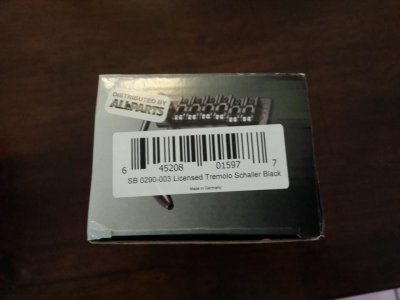 DISTRIBUTED BY
ALLPARTS
6 45208 01597 7
SB 0290-003 Licensed Tremolo Schaller Black
Made in Germany